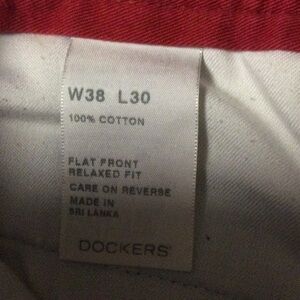 W38 L30
100% COTTON
FLAT FRONT
RELAXED FIT
CARE ON REVERSE
MADE IN
SRI LANKA
DOCKERS®